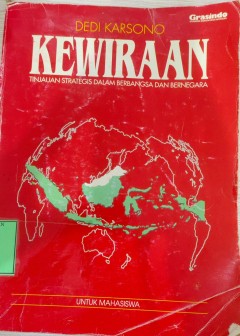 Grasindo
DEDI KARSONO
KEWIRAAN
TINJAUAN STRATEGIS DALAM BERBANGSA DAN BERNEGARA
UNTUK MAHASISWA